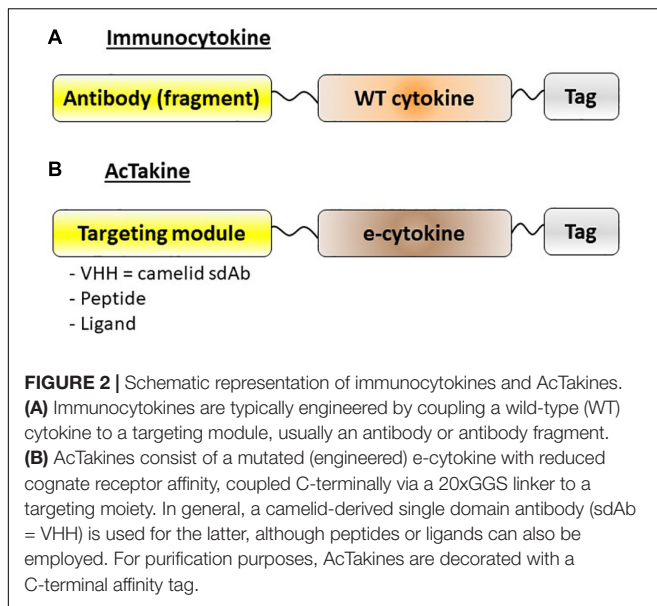 A Immunocytokine
Antibody (fragment) WT cytokine Tag
B AcTakine
Targeting module e-cytokine Tag
- VHH = camelid sdAb
- Peptide
- Ligand
FIGURE 2 | Schematic representation of immunocytokines and AcTakines.
(A) Immunocytokines are typically engineered by coupling a wild-type (WT)
cytokine to a targeting module, usually an antibody or antibody fragment.
(B) AcTakines consist of a mutated (engineered) e-cytokine with reduced
cognate receptor affinity, coupled C-terminally via a 20xGGS linker to a
targeting moiety. In general, a camelid-derived single domain antibody (sdAb
= VHH) is used for the latter, although peptides or ligands can also be
employed. For purification purposes, AcTakines are decorated with a
C-terminal affinity tag.